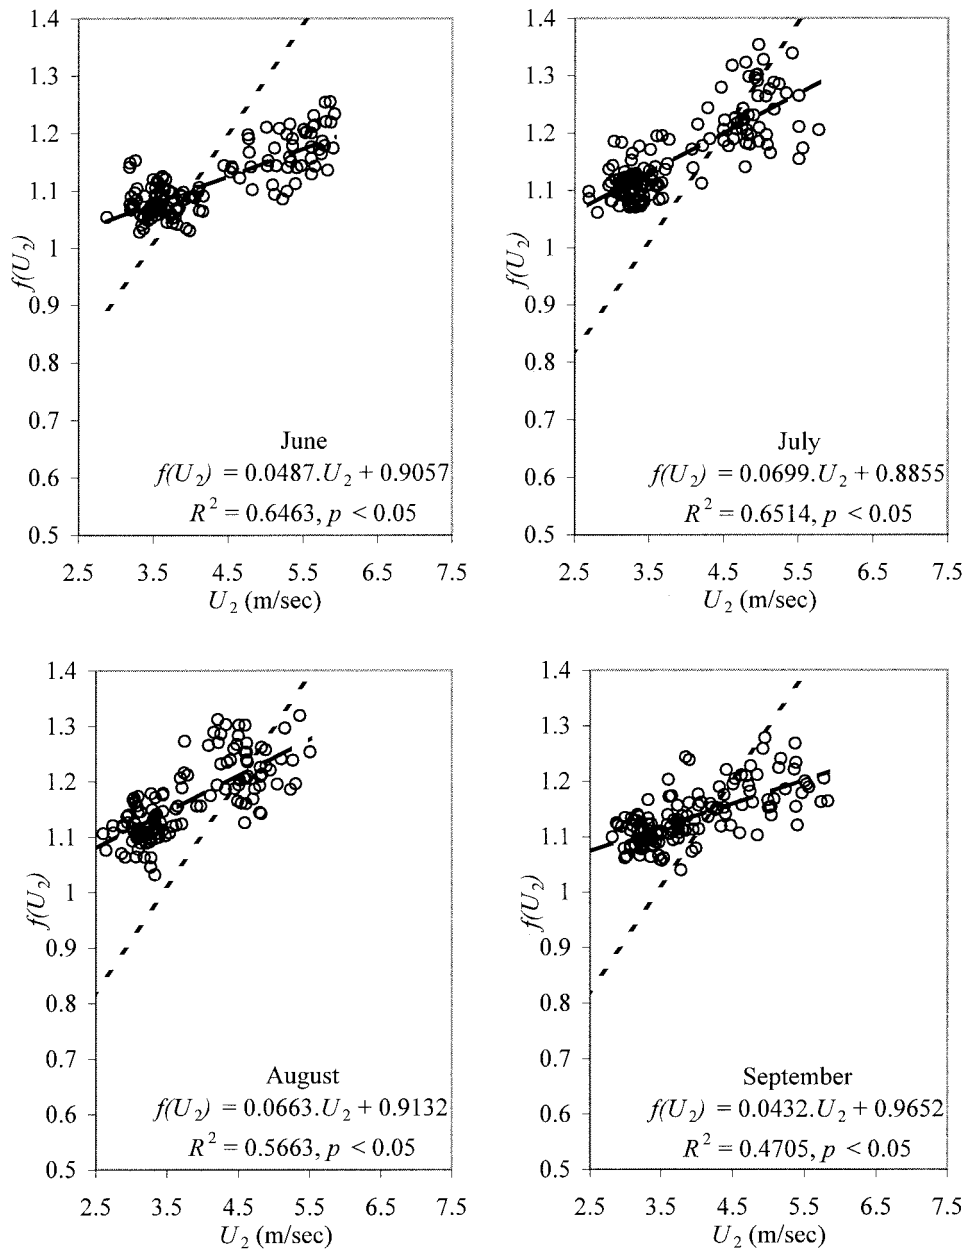 1.4
1.3
1.2
1.1
1
0.9
0.8
0.7
0.6
0.5
f(U2)
June
f(U2) = 0.0487.U2 + 0.9057
R2 = 0.6463, p < 0.05
2.5 3.5 4.5 5.5 6.5 7.5
U2 (m/sec)
1.4
1.3
1.2
1.1
1
0.9
0.8
0.7
0.6
0.5
f(U2)
July
f(U2) = 0.0699.U2 + 0.8855
R2 = 0.6514, p < 0.05
2.5 3.5 4.5 5.5 6.5 7.5
U2 (m/sec)
1.4
1.3
1.2
1.1
1
0.9
0.8
0.7
0.6
0.5
f(U2)
August
f(U2) = 0.0663.U2 + 0.9132
R2 = 0.5663, p < 0.05
2.5 3.5 4.5 5.5 6.5 7.5
U2 (m/sec)
1.4
1.3
1.2
1.1
1
0.9
0.8
0.7
0.6
0.5
f(U2)
September
f(U2) = 0.0432.U2 + 0.9652
R2 = 0.4705, p < 0.05
2.5 3.5 4.5 5.5 6.5 7.5
U2 (m/sec)